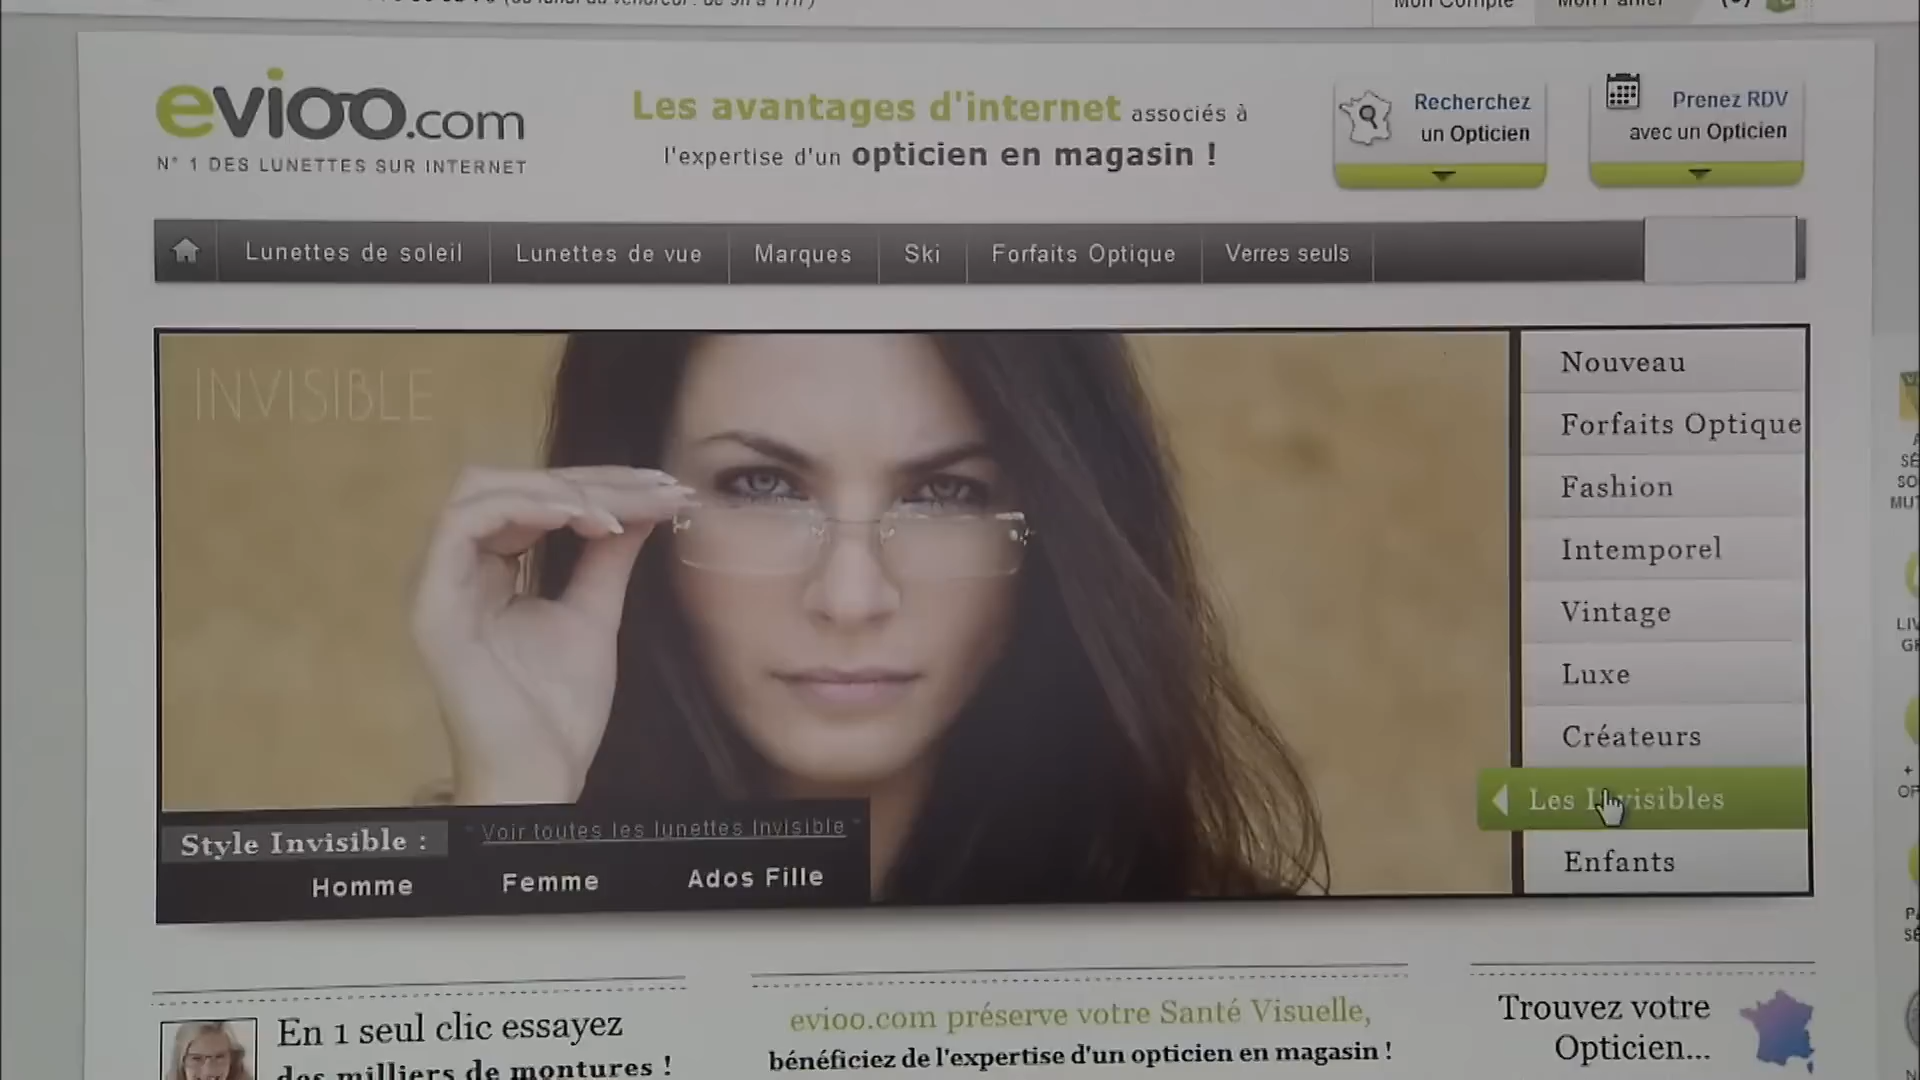 Mon Compte
Mon Panier
evioo.com
N° 1 DES LUNETTES SUR INTERNET
Les avantages d'internet associés à
l'expertise d'un opticien en magasin !
Recherchez
un Opticien
Prenez RDV
avec un Opticien
Lunettes de soleil
Lunettes de vue
Marques
Ski
Forfaits Optique
Verres seuls
INVISIBLE
Nouveau
Forfaits Optique
Fashion
Intemporel
Vintage
Luxe
Créateurs
Les Invisibles
Enfants
Style Invisible :
Voir toutes les lunettes Invisible
Homme
Femme
Ados Fille
En 1 seul clic essayez
des milliers de montures !
evioo.com préserve votre Santé Visuelle,
bénéficiez de l'expertise d'un opticien en magasin !
Trouvez votre
Opticien...